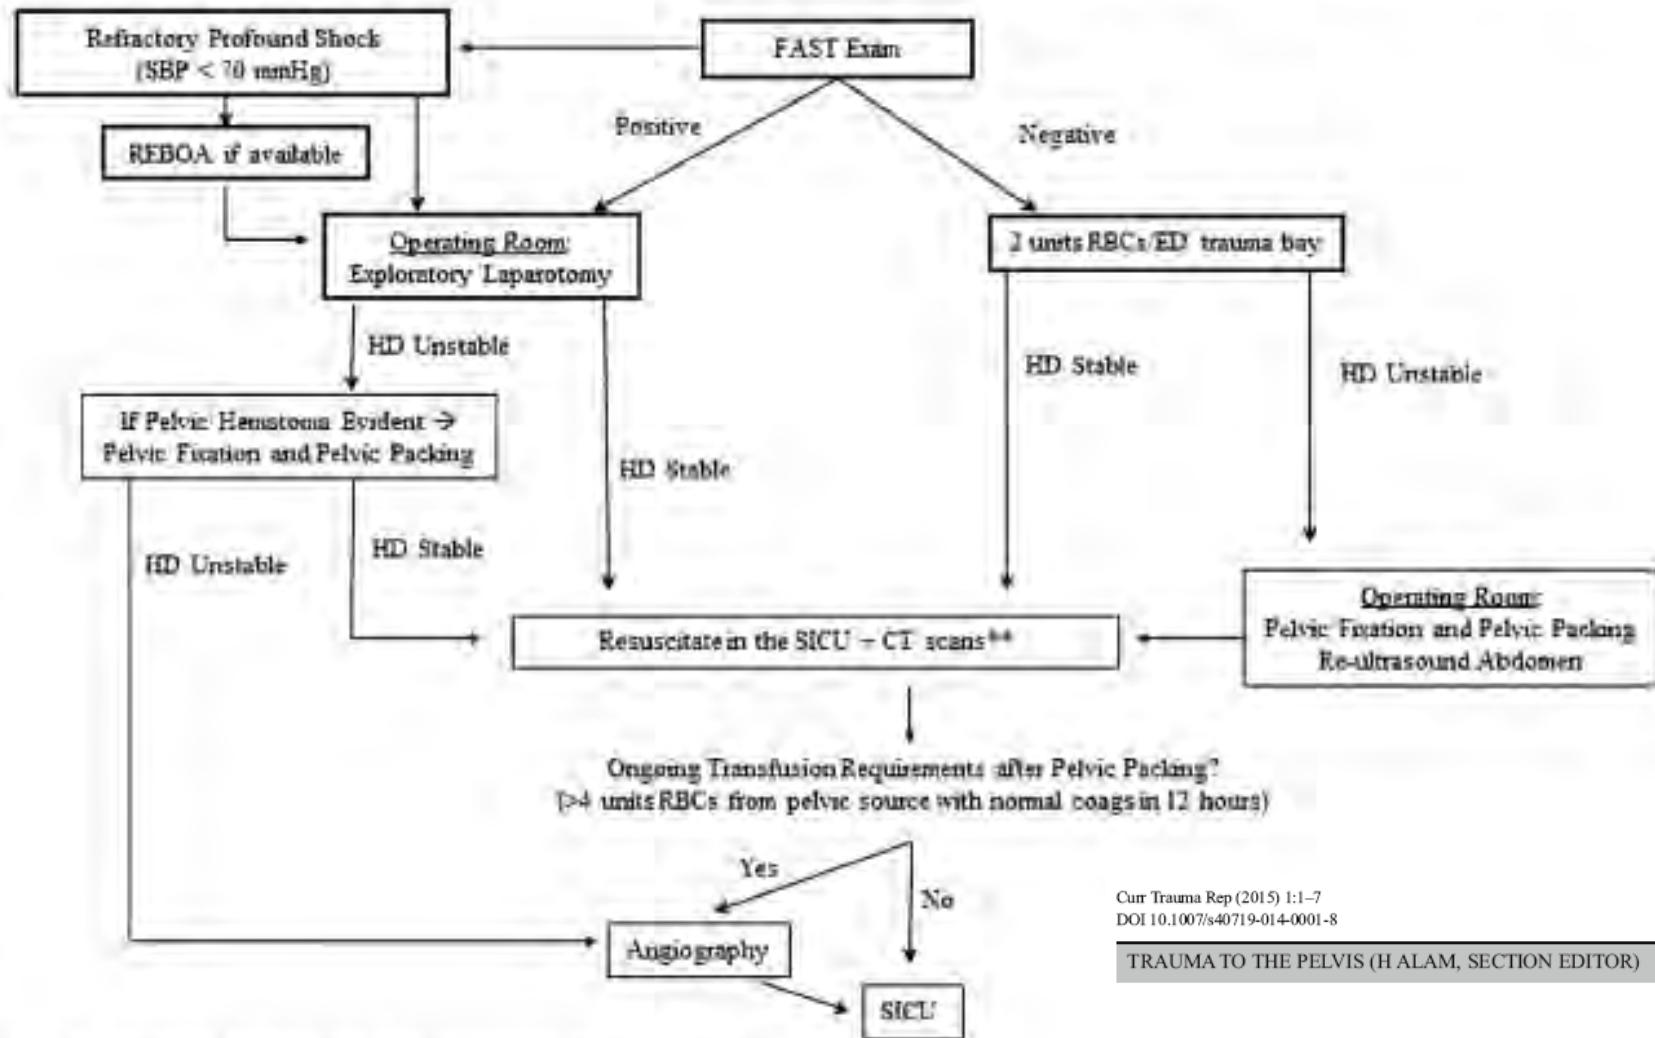 Refractory Profound Shock
(SBP < 70 mmHg)
FAST Exam
Positive
Negative
REBOA if available
Operating Room:
Exploratory Laparotomy
2 units RBCs/ED trauma bay
HD Unstable
HD Stable
HD Stable
HD Unstable
If Pelvic Hematoma Evident →
Pelvic Fixation and Pelvic Packing
HD Unstable
HD Stable
Operating Room:
Pelvic Fixation and Pelvic Packing
Re-ultrasound Abdomen
Resuscitate in the SICU + CT scans**
Ongoing Transfusion Requirements after Pelvic Packing?
(>4 units RBCs from pelvic source with normal coags in 12 hours)
Yes
No
Angiography
SICU
Curr Trauma Rep (2015) 1:1–7
DOI 10.1007/s40719-014-0001-8
TRAUMA TO THE PELVIS (H ALAM, SECTION EDITOR)